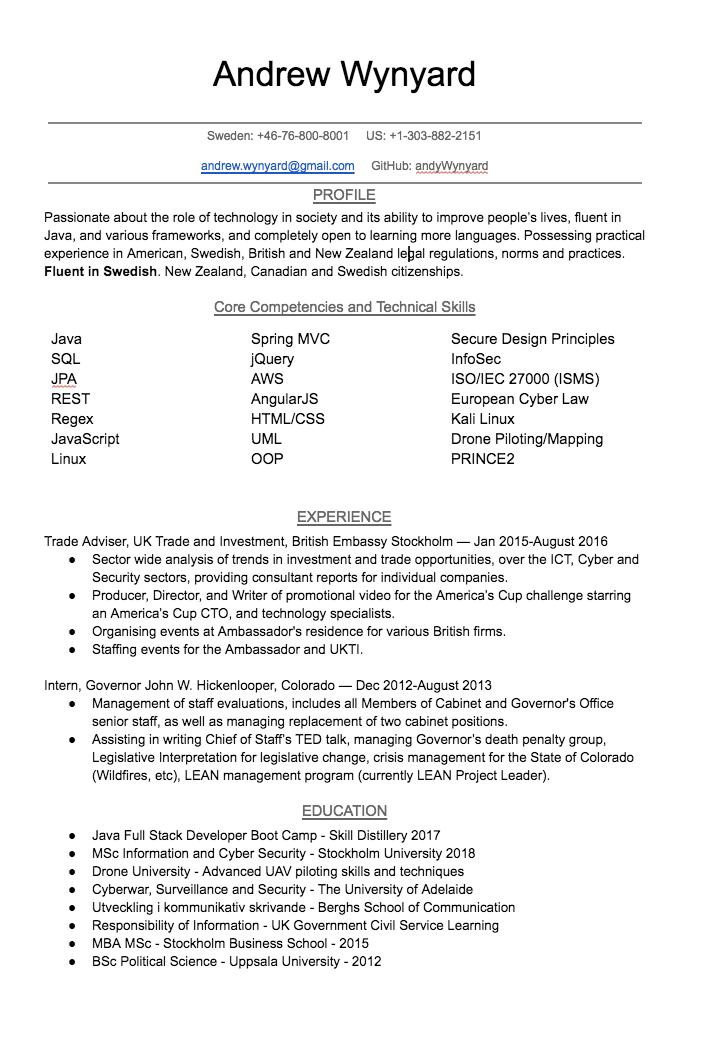 Andrew Wynyard
Sweden: +46-76-800-8001 US: +1-303-882-2151
andrew.wynyard@gmail.com GitHub: andyWynyard
PROFILE
Passionate about the role of technology in society and its ability to improve people's lives, fluent in
Java, and various frameworks, and completely open to learning more languages. Possessing practical
experience in American, Swedish, British and New Zealand legal regulations, norms and practices.
Fluent in Swedish. New Zealand, Canadian and Swedish citizenships.
Core Competencies and Technical Skills
Java Spring MVC Secure Design Principles
SQL jQuery InfoSec
JPA AWS ISO/IEC 27000 (ISMS)
REST AngularJS European Cyber Law
Regex HTML/CSS Kali Linux
JavaScript UML Drone Piloting/Mapping
Linux OOP PRINCE2
EXPERIENCE
Trade Adviser, UK Trade and Investment, British Embassy Stockholm — Jan 2015-August 2016
● Sector wide analysis of trends in investment and trade opportunities, over the ICT, Cyber and
Security sectors, providing consultant reports for individual companies.
● Producer, Director, and Writer of promotional video for the America's Cup challenge starring
an America's Cup CTO, and technology specialists.
● Organising events at Ambassador's residence for various British firms.
● Staffing events for the Ambassador and UKTI.
Intern, Governor John W. Hickenlooper, Colorado — Dec 2012-August 2013
● Management of staff evaluations, includes all Members of Cabinet and Governor's Office
senior staff, as well as managing replacement of two cabinet positions.
● Assisting in writing Chief of Staff's TED talk, managing Governor's death penalty group,
Legislative Interpretation for legislative change, crisis management for the State of Colorado
(Wildfires, etc), LEAN management program (currently LEAN Project Leader).
EDUCATION
● Java Full Stack Developer Boot Camp - Skill Distillery 2017
● MSc Information and Cyber Security - Stockholm University 2018
● Drone University - Advanced UAV piloting skills and techniques
● Cyberwar, Surveillance and Security - The University of Adelaide
● Utveckling i kommunikativ skrivande - Berghs School of Communication
● Responsibility of Information - UK Government Civil Service Learning
● MBA MSc - Stockholm Business School - 2015
● BSc Political Science - Uppsala University - 2012